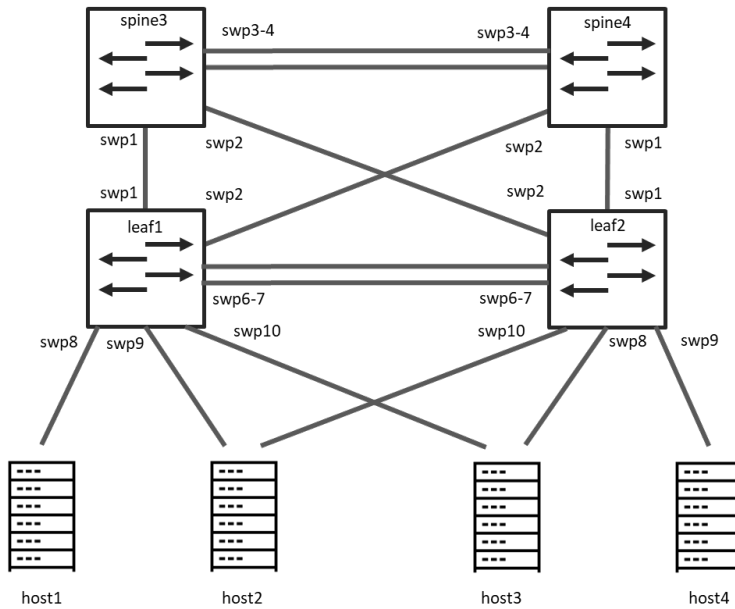 spine3
swp3-4
swp3-4
spine4
swp1
swp2
swp2
swp1
swp1
swp2
swp2
swp1
leaf1
leaf2
swp6-7
swp6-7
swp8
swp9
swp10
swp10
swp8
swp9
host1
host2
host3
host4